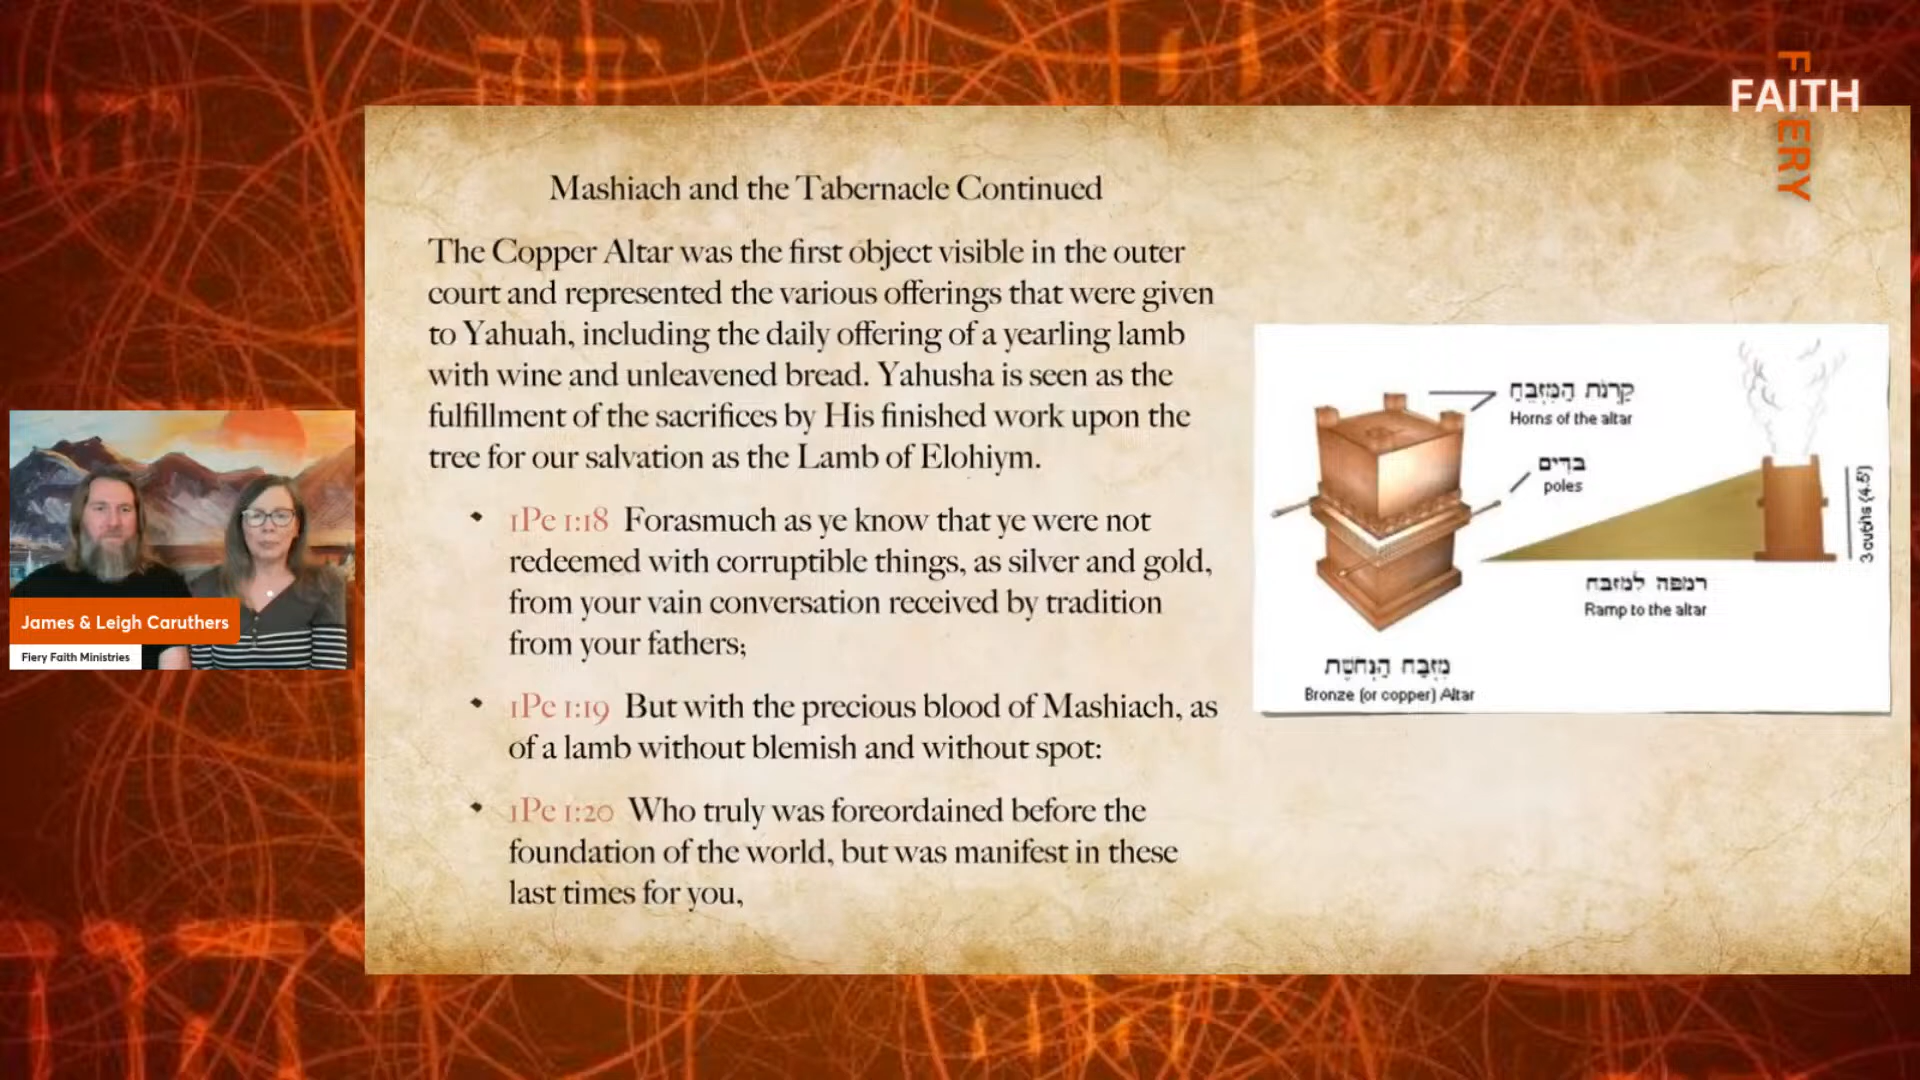 FIERY
FAITH
Mashiach and the Tabernacle Continued
The Copper Altar was the first object visible in the outer
court and represented the various offerings that were given
to Yahuah, including the daily offering of a yearling lamb
with wine and unleavened bread. Yahusha is seen as the
fulfillment of the sacrifices by His finished work upon the
tree for our salvation as the Lamb of Elohiym.
• 1Pe 1:18 Forasmuch as ye know that ye were not
redeemed with corruptible things, as silver and gold,
from your vain conversation received by tradition
from your fathers;
• 1Pe 1:19 But with the precious blood of Mashiach, as
of a lamb without blemish and without spot:
• 1Pe 1:20 Who truly was foreordained before the
foundation of the world, but was manifest in these
last times for you,
קַרְנֹת הַמִּזְבֵּחַ
Horns of the altar
בדים
poles
3 cubits (4.5')
רמפה למזבח
Ramp to the altar
מִזְבַּח הַנְּחֹשֶׁת
Bronze (or copper) Altar
James & Leigh Caruthers
Fiery Faith Ministries